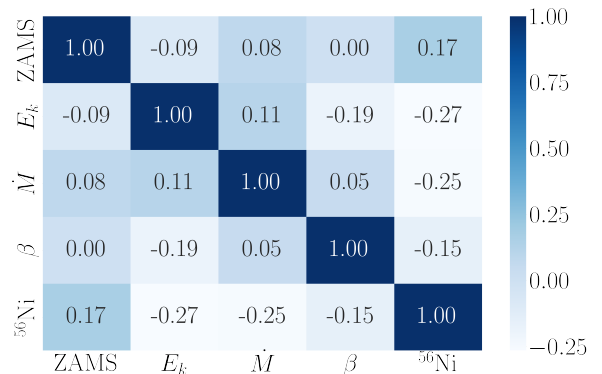 ZAMS 1.00 -0.09 0.08 0.00 0.17
E_k -0.09 1.00 0.11 -0.19 -0.27
Ṁ 0.08 0.11 1.00 0.05 -0.25
β 0.00 -0.19 0.05 1.00 -0.15
⁵⁶Ni 0.17 -0.27 -0.25 -0.15 1.00
ZAMS E_k Ṁ β ⁵⁶Ni
1.00
0.75
0.50
0.25
0.00
−0.25